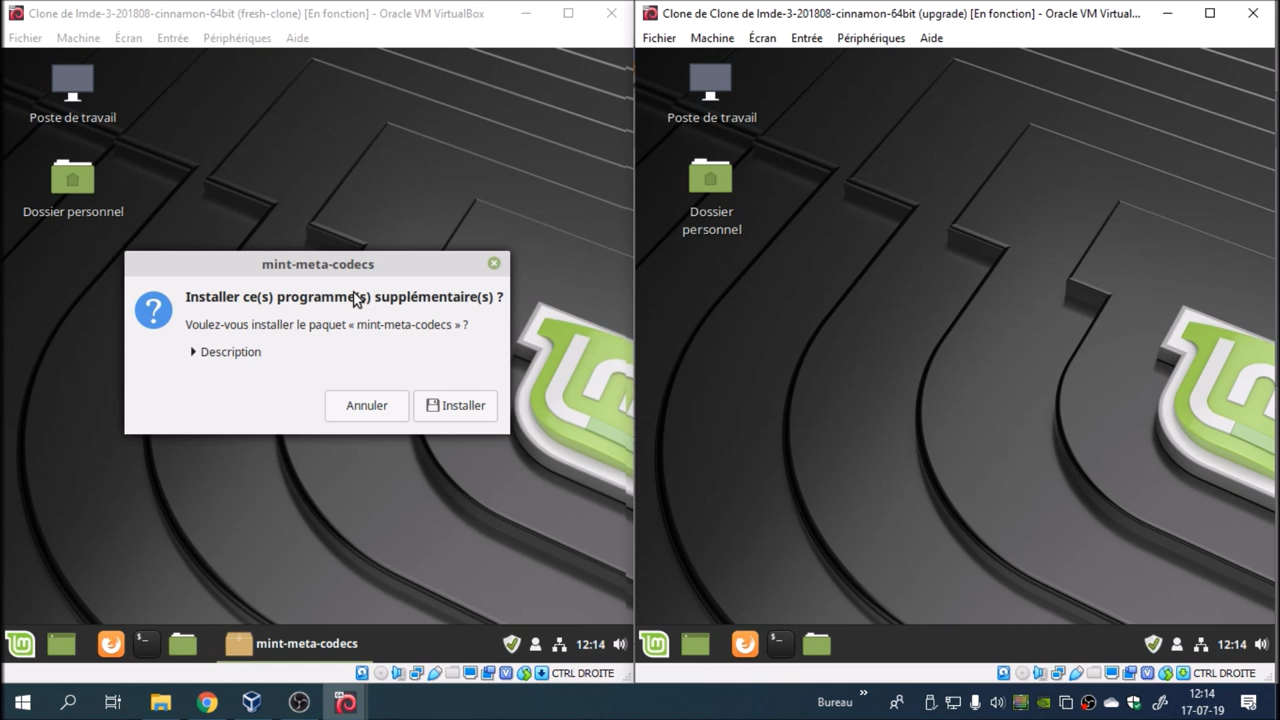 Clone de lmde-3-201808-cinnamon-64bit (fresh-clone) [En fonction] - Oracle VM VirtualBox
Fichier Machine Écran Entrée Périphériques Aide
Poste de travail
Dossier personnel
mint-meta-codecs
Installer ce(s) programme(s) supplémentaire(s) ?
Voulez-vous installer le paquet « mint-meta-codecs » ?
Description
Annuler
Installer
mint-meta-codecs
12:14
CTRL DROITE
Clone de Clone de lmde-3-201808-cinnamon-64bit (upgrade) [En fonction] - Oracle VM Virtual...
Fichier Machine Écran Entrée Périphériques Aide
Poste de travail
Dossier
personnel
12:14
CTRL DROITE
Bureau
12:14
17-07-19